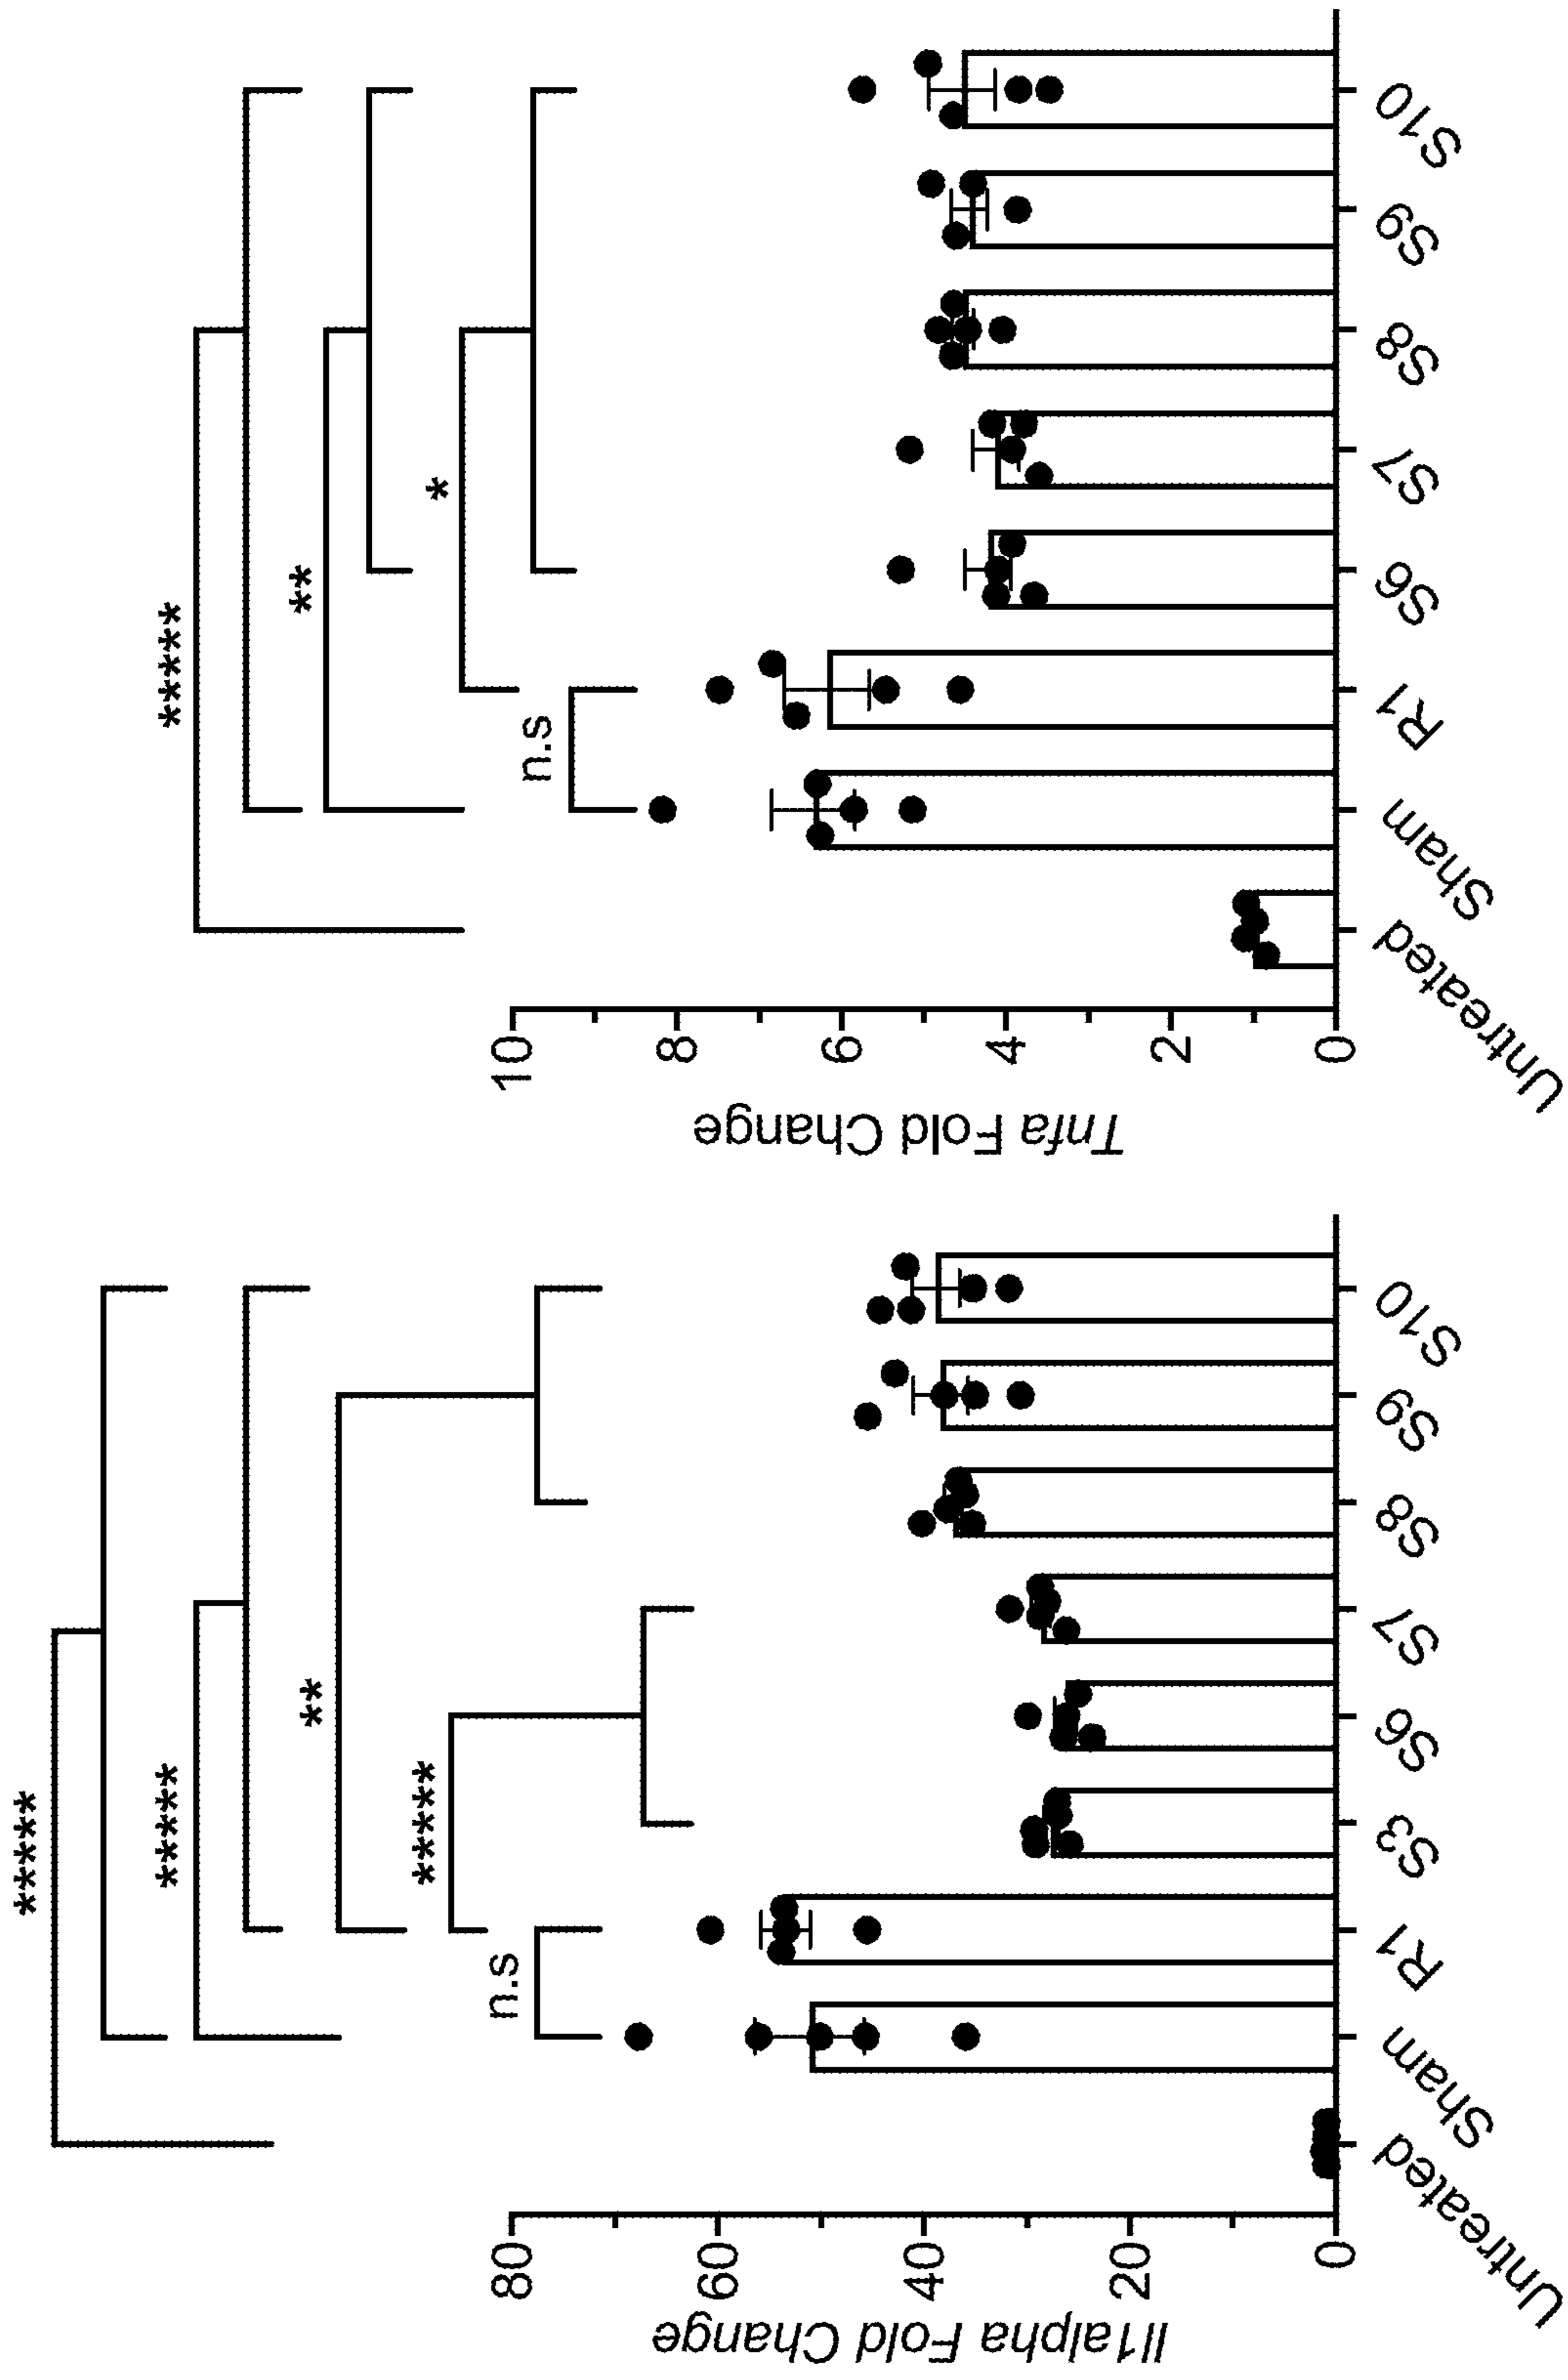 *****
*****
**
*****
n.s
Il1alpha Fold Change
80
60
40
20
0
Untreated
Sham
R1
S3
S6
S7
S8
S9
S10
*****
**
*
n.s
Tnfa Fold Change
10
8
6
4
2
0
Untreated
Sham
R1
S6
S7
S8
S9
S10